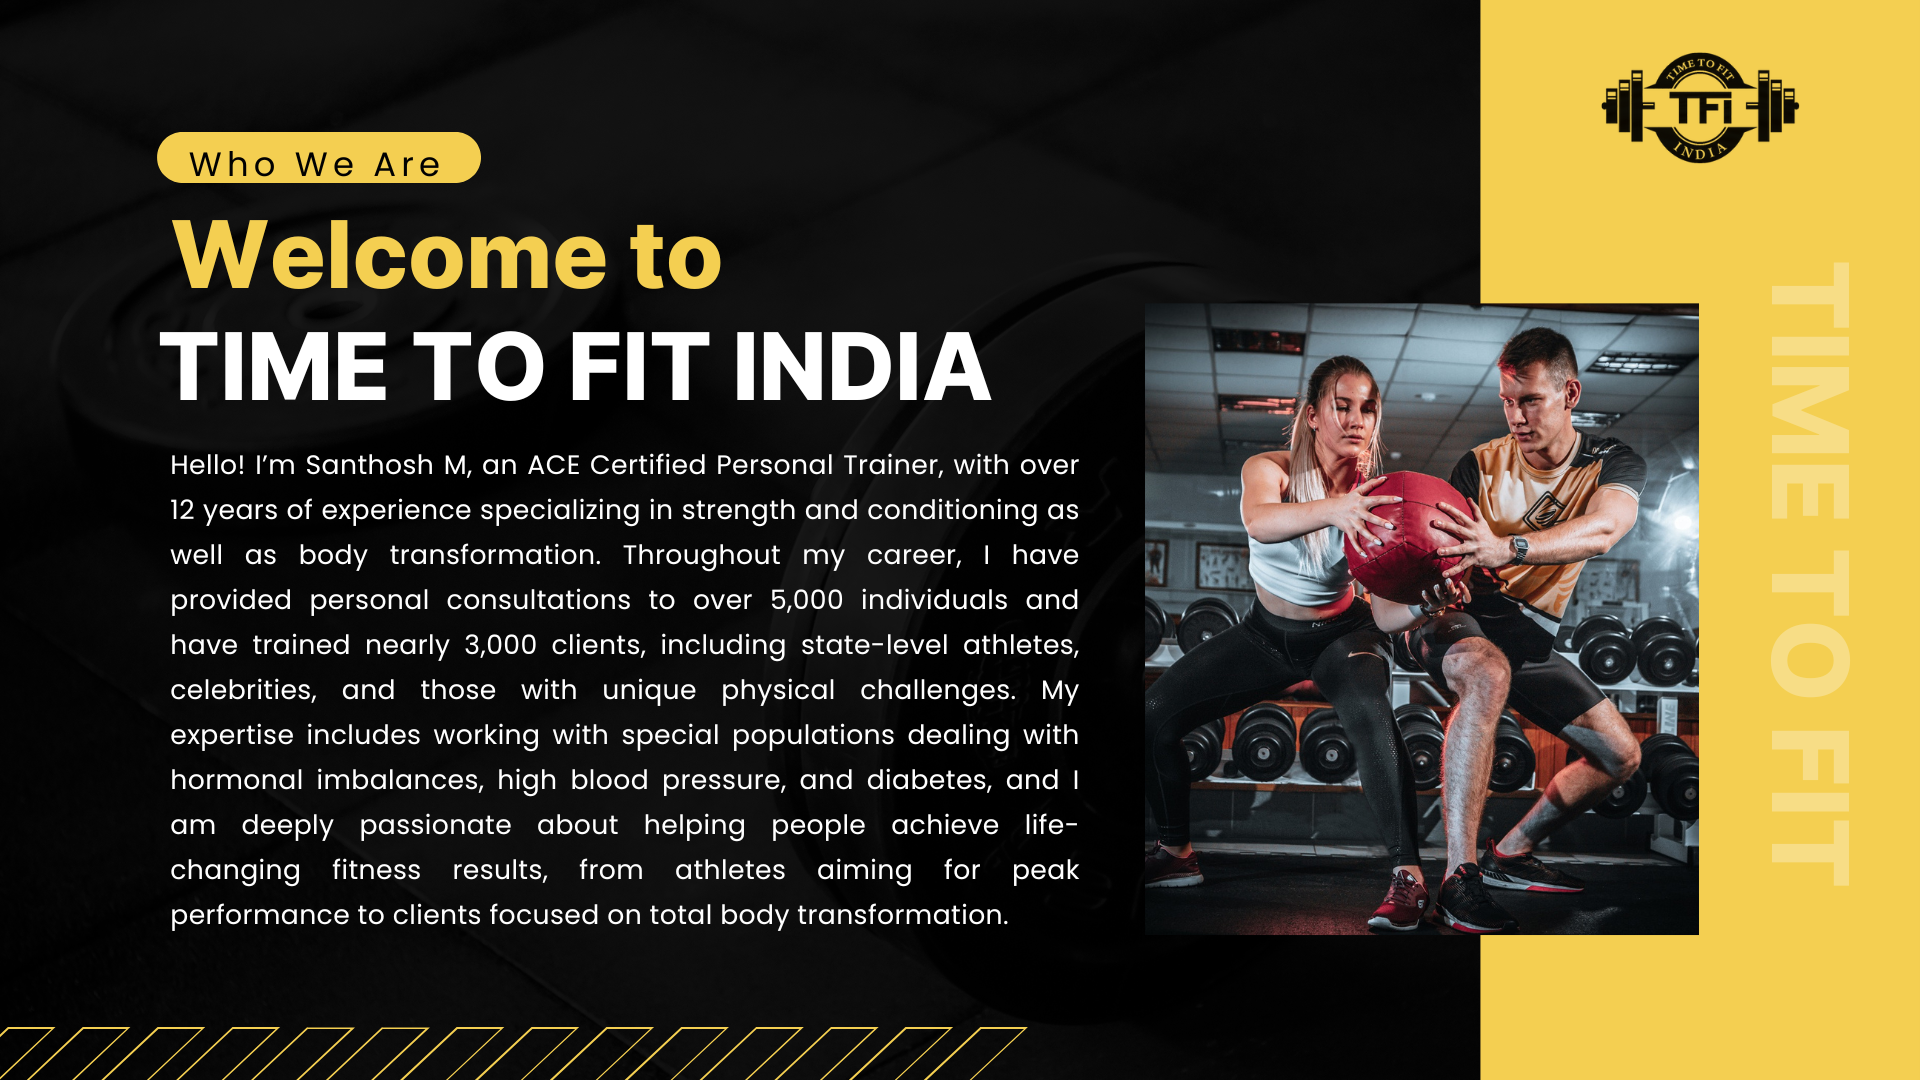 TIME TO FIT
TFi
INDIA
Who We Are
Welcome to
TIME TO FIT INDIA
Hello! I’m Santhosh M, an ACE Certified Personal Trainer, with over
12 years of experience specializing in strength and conditioning as
well as body transformation. Throughout my career, I have
provided personal consultations to over 5,000 individuals and
have trained nearly 3,000 clients, including state-level athletes,
celebrities, and those with unique physical challenges. My
expertise includes working with special populations dealing with
hormonal imbalances, high blood pressure, and diabetes, and I
am deeply passionate about helping people achieve life-
changing fitness results, from athletes aiming for peak
performance to clients focused on total body transformation.
TIME TO FIT